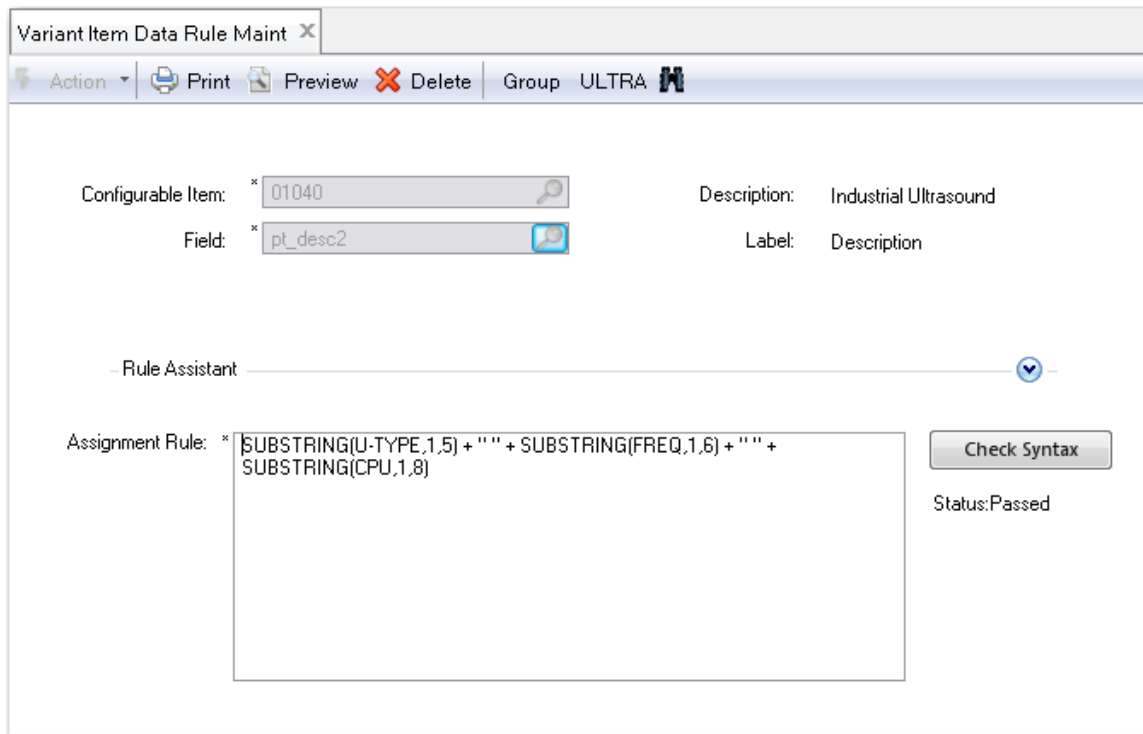 Variant Item Data Rule Maint
Action Print Preview Delete Group ULTRA
Configurable Item: * 01040 Description: Industrial Ultrasound
Field: * pt_desc2 Label: Description
Rule Assistant
Assignment Rule: * SUBSTRING(U-TYPE,1,5) + " " + SUBSTRING(FREQ,1,6) + " " +
SUBSTRING(CPU,1,8)
Check Syntax
Status:Passed